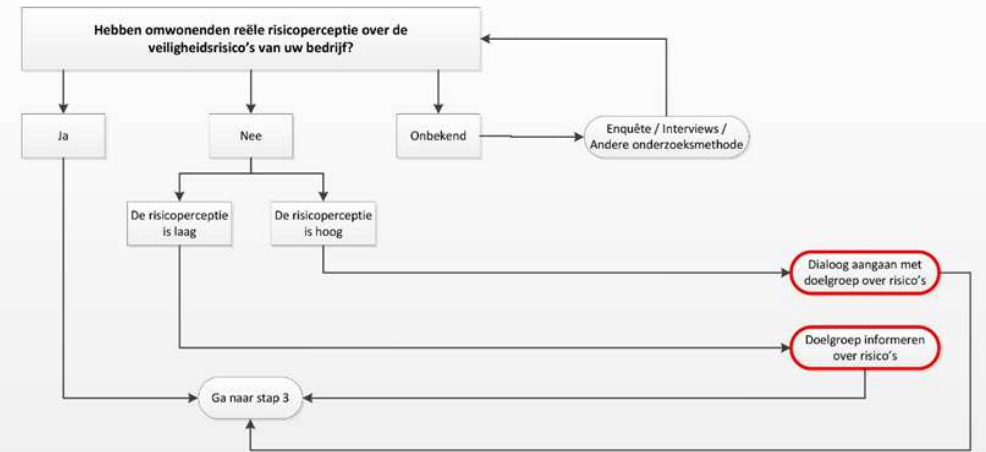 Hebben omwonenden reële risicoperceptie over de
veiligheidsrisico's van uw bedrijf?
Ja
Nee
Onbekend
Enquête / Interviews /
Andere onderzoeksmethode
De risicoperceptie
is laag
De risicoperceptie
is hoog
Dialoog aangaan met
doelgroep over risico's
Doelgroep informeren
over risico's
Ga naar stap 3